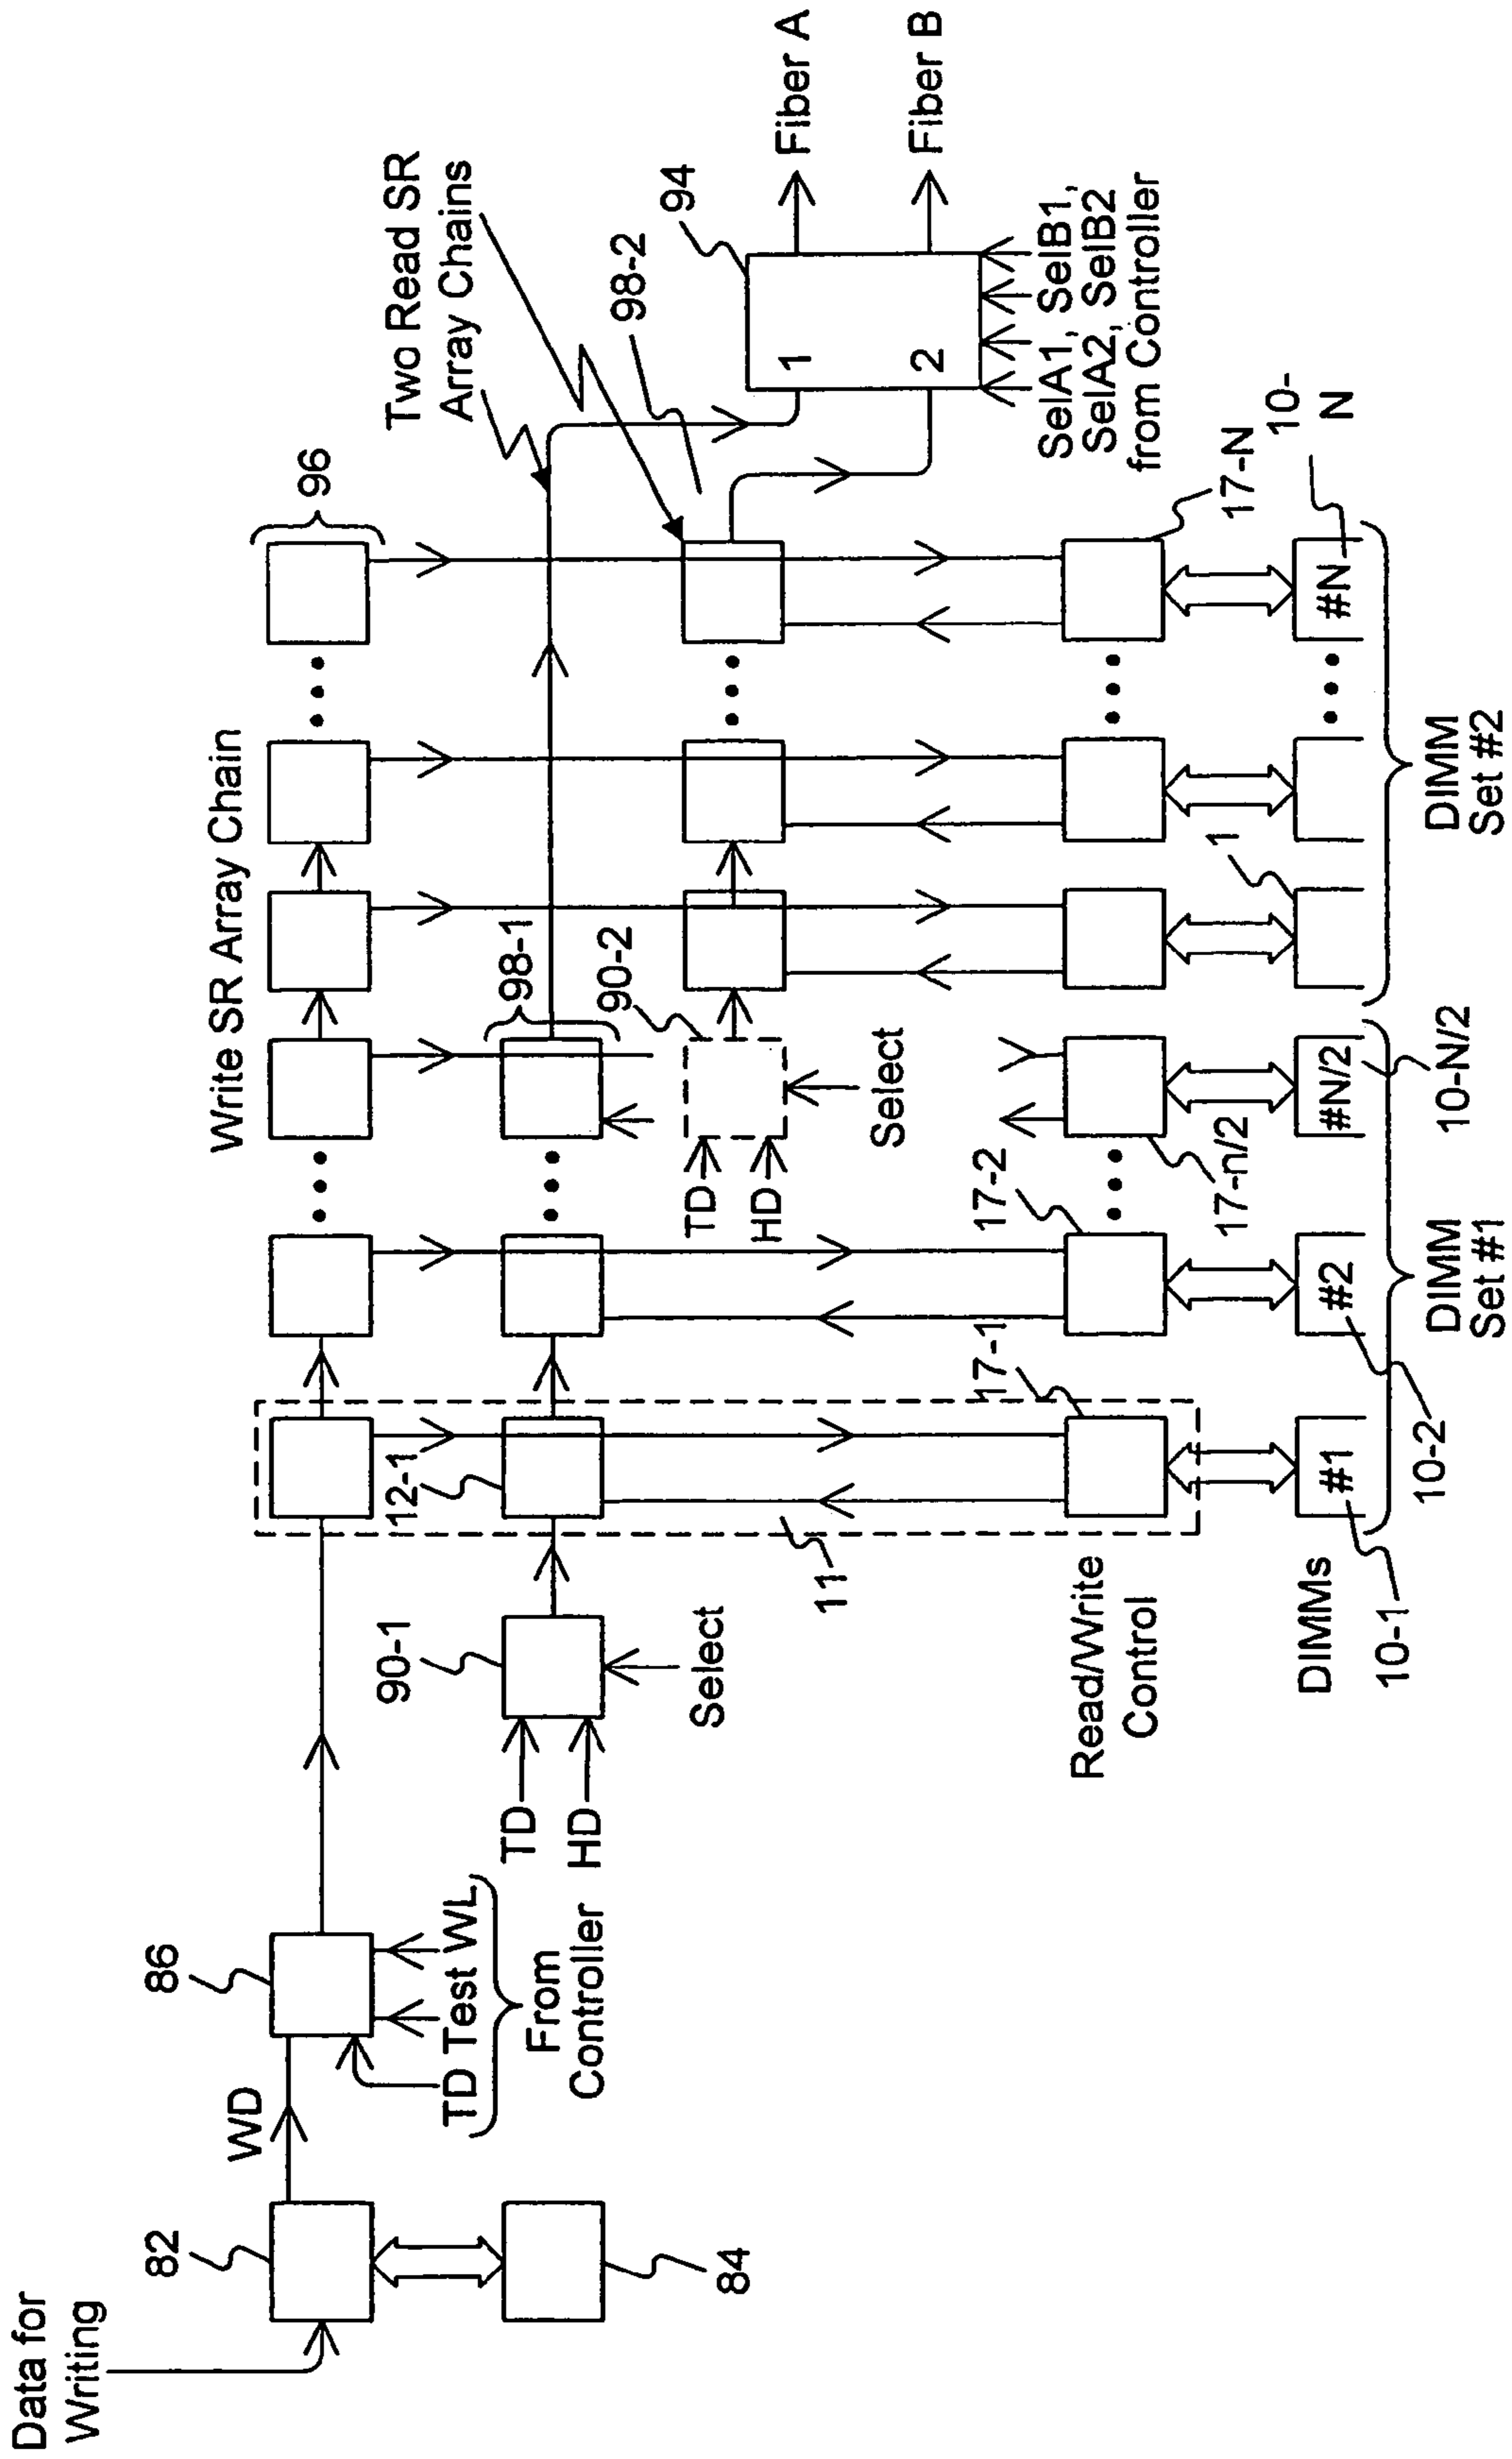 Data for
Writing
82
84
WD
86
TD Test WL
From
Controller
TD
HD
90-1
Select
Write SR Array Chain
96
12-1
11
98-1
90-2
TD
HD
Select
Two Read SR
Array Chains
98-2
94
1
2
Fiber A
Fiber B
SelA1, SelB1,
SelA2, SelB2
from Controller
Read/Write
Control
17-1
17-2
17-n/2
17-N
DIMMs
#1
#2
#N/2
1
#N
10-1
10-2
10-N/2
10-
N
DIMM
Set #1
DIMM
Set #2